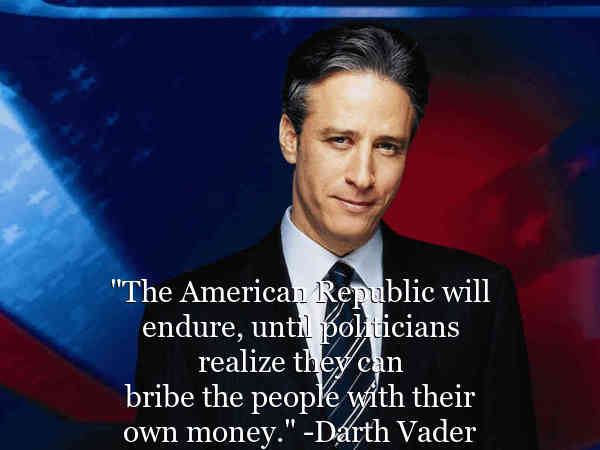 "The American Republic will
endure, until politicians
realize they can
bribe the people with their
own money." -Darth Vader